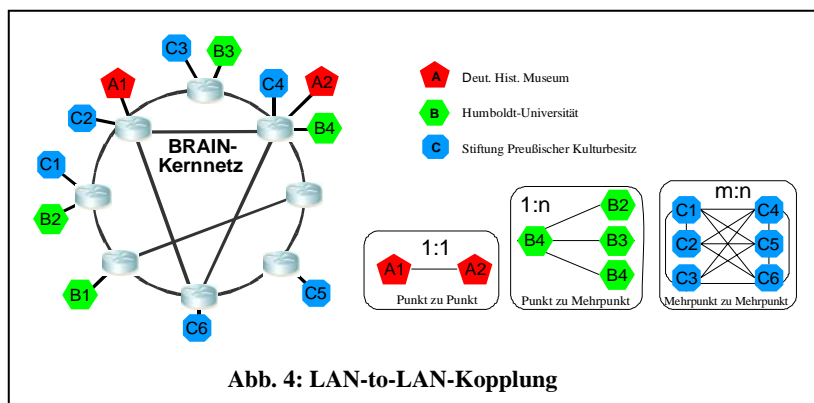 C3
B3
A1
C4
A2
C2
B4
BRAIN-
Kernnetz
C1
B2
B1
C5
C6
A Deut. Hist. Museum
B Humboldt-Universität
C Stiftung Preußischer Kulturbesitz
1:1
A1 A2
Punkt zu Punkt
1:n
B2
B4 B3
B4
Punkt zu Mehrpunkt
m:n
C1 C4
C2 C5
C3 C6
Mehrpunkt zu Mehrpunkt
Abb. 4: LAN-to-LAN-Kopplung